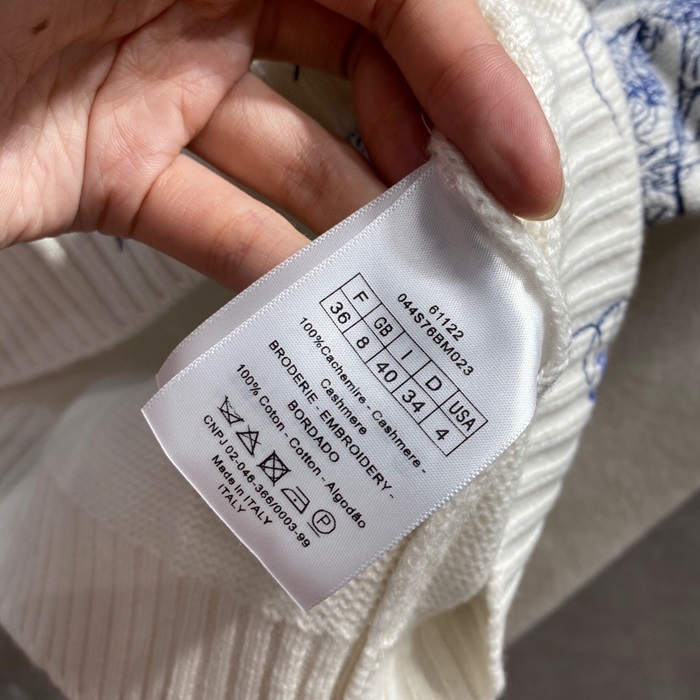 61122
044S76BM023
F GB I D USA
36 8 40 34 4
100%Cachemire - Cashmere -
Cashmere
BRODERIE - EMBROIDERY -
BORDADO
100% Coton - Cotton - Algodão
P
CNPJ 02-046-366/0003-99
Made in ITALY
ITALY